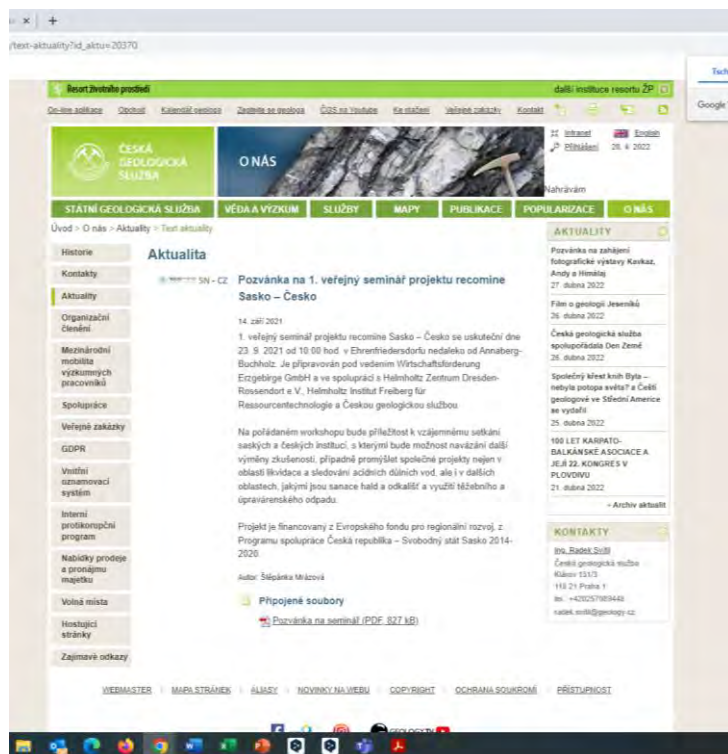 × +
/text-aktuality?id_aktu=20370
Tsch
Google
Resort životního prostředí
další instituce resortu ŽP
On-line aplikace Obchod Kalendář geologa Zeptejte se geologa ČGS na Youtube Ke stažení Veřejné zakázky Kontakt
ČESKÁ
GEOLOGICKÁ
SLUŽBA
O NÁS
Intranet English
Přihlášení 28. 4. 2022
Nahrávám
STÁTNÍ GEOLOGICKÁ SLUŽBA VĚDA A VÝZKUM SLUŽBY MAPY PUBLIKACE POPULARIZACE O NÁS
Úvod > O nás > Aktuality > Text aktuality
Historie
Kontakty
Aktuality
Organizační
členění
Mezinárodní
mobilita
výzkumných
pracovníků
Spolupráce
Veřejné zakázky
GDPR
Vnitřní
oznamovací
systém
Interní
protikorupční
program
Nabídky prodeje
a pronájmu
majetku
Volná místa
Hostující
stránky
Zajímavé odkazy
Aktualita
SN - CZ
Pozvánka na 1. veřejný seminář projektu recomine
Sasko – Česko
14. září 2021
1. veřejný seminář projektu recomine Sasko – Česko se uskuteční dne
23. 9. 2021 od 10:00 hod. v Ehrenfriedersdorfu nedaleko od Annaberg-
Buchholz. Je připravován pod vedením Wirtschaftsförderung
Erzgebirge GmbH a ve spolupráci s Helmholtz Zentrum Dresden-
Rossendorf e.V., Helmholtz Institut Freiberg für
Ressourcentechnologie a Českou geologickou službou.
Na pořádaném workshopu bude příležitost k vzájemnému setkání
saských a českých institucí, s kterými bude možnost navázání další
výměny zkušeností, případně promýšlet společné projekty nejen v
oblasti likvidace a sledování acidních důlních vod, ale i v dalších
oblastech, jakými jsou sanace hald a odkališť a využití těžebního a
úpravárenského odpadu.
Projekt je financovaný z Evropského fondu pro regionální rozvoj, z
Programu spolupráce Česká republika – Svobodný stát Sasko 2014-
2020.
Autor: Štěpánka Mrázová
Připojené soubory
Pozvánka na seminář (PDF, 827 kB)
AKTUALITY
Pozvánka na zahájení
fotografické výstavy Kavkaz,
Andy a Himaláj
27. dubna 2022
Film o geologii Jeseníků
26. dubna 2022
Česká geologická služba
spolupořádala Den Země
26. dubna 2022
Společný křest knih Byla –
nebyla potopa světa? a Čeští
geologové ve Střední Americe
se vydařil
25. dubna 2022
100 LET KARPATO-
BALKÁNSKÉ ASOCIACE A
JEJÍ 22. KONGRES V
PLOVDIVU
21. dubna 2022
» Archiv aktualit
KONTAKTY
Ing. Radek Svítil
Česká geologická služba
Klárov 131/3
118 21 Praha 1
tel. +420257089448
radek.svitil@geology.cz
WEBMASTER MAPA STRÁNEK ALIASY NOVINKY NA WEBU COPYRIGHT OCHRANA SOUKROMÍ PŘÍSTUPNOST
GEOLOGY.TV